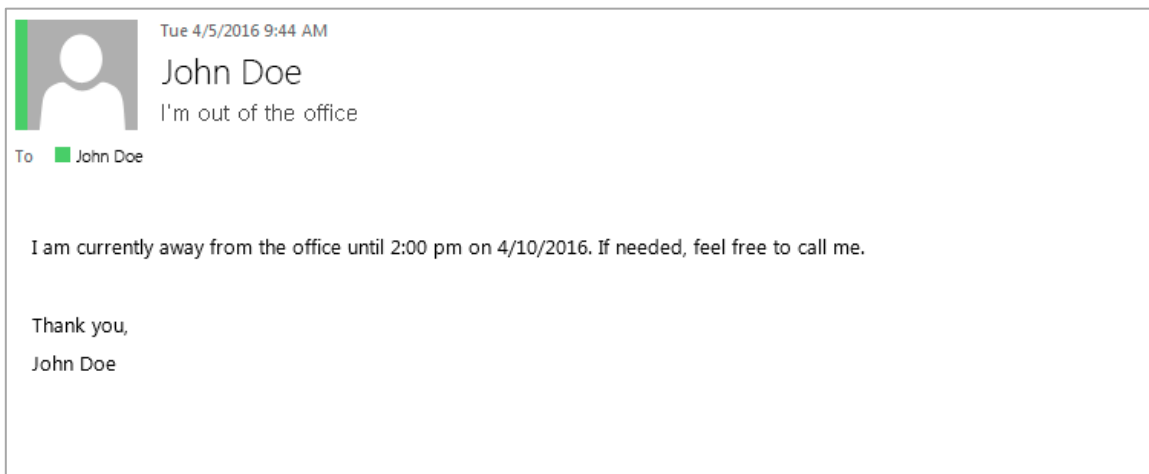 Tue 4/5/2016 9:44 AM
John Doe
I'm out of the office
To John Doe
I am currently away from the office until 2:00 pm on 4/10/2016. If needed, feel free to call me.
Thank you,
John Doe